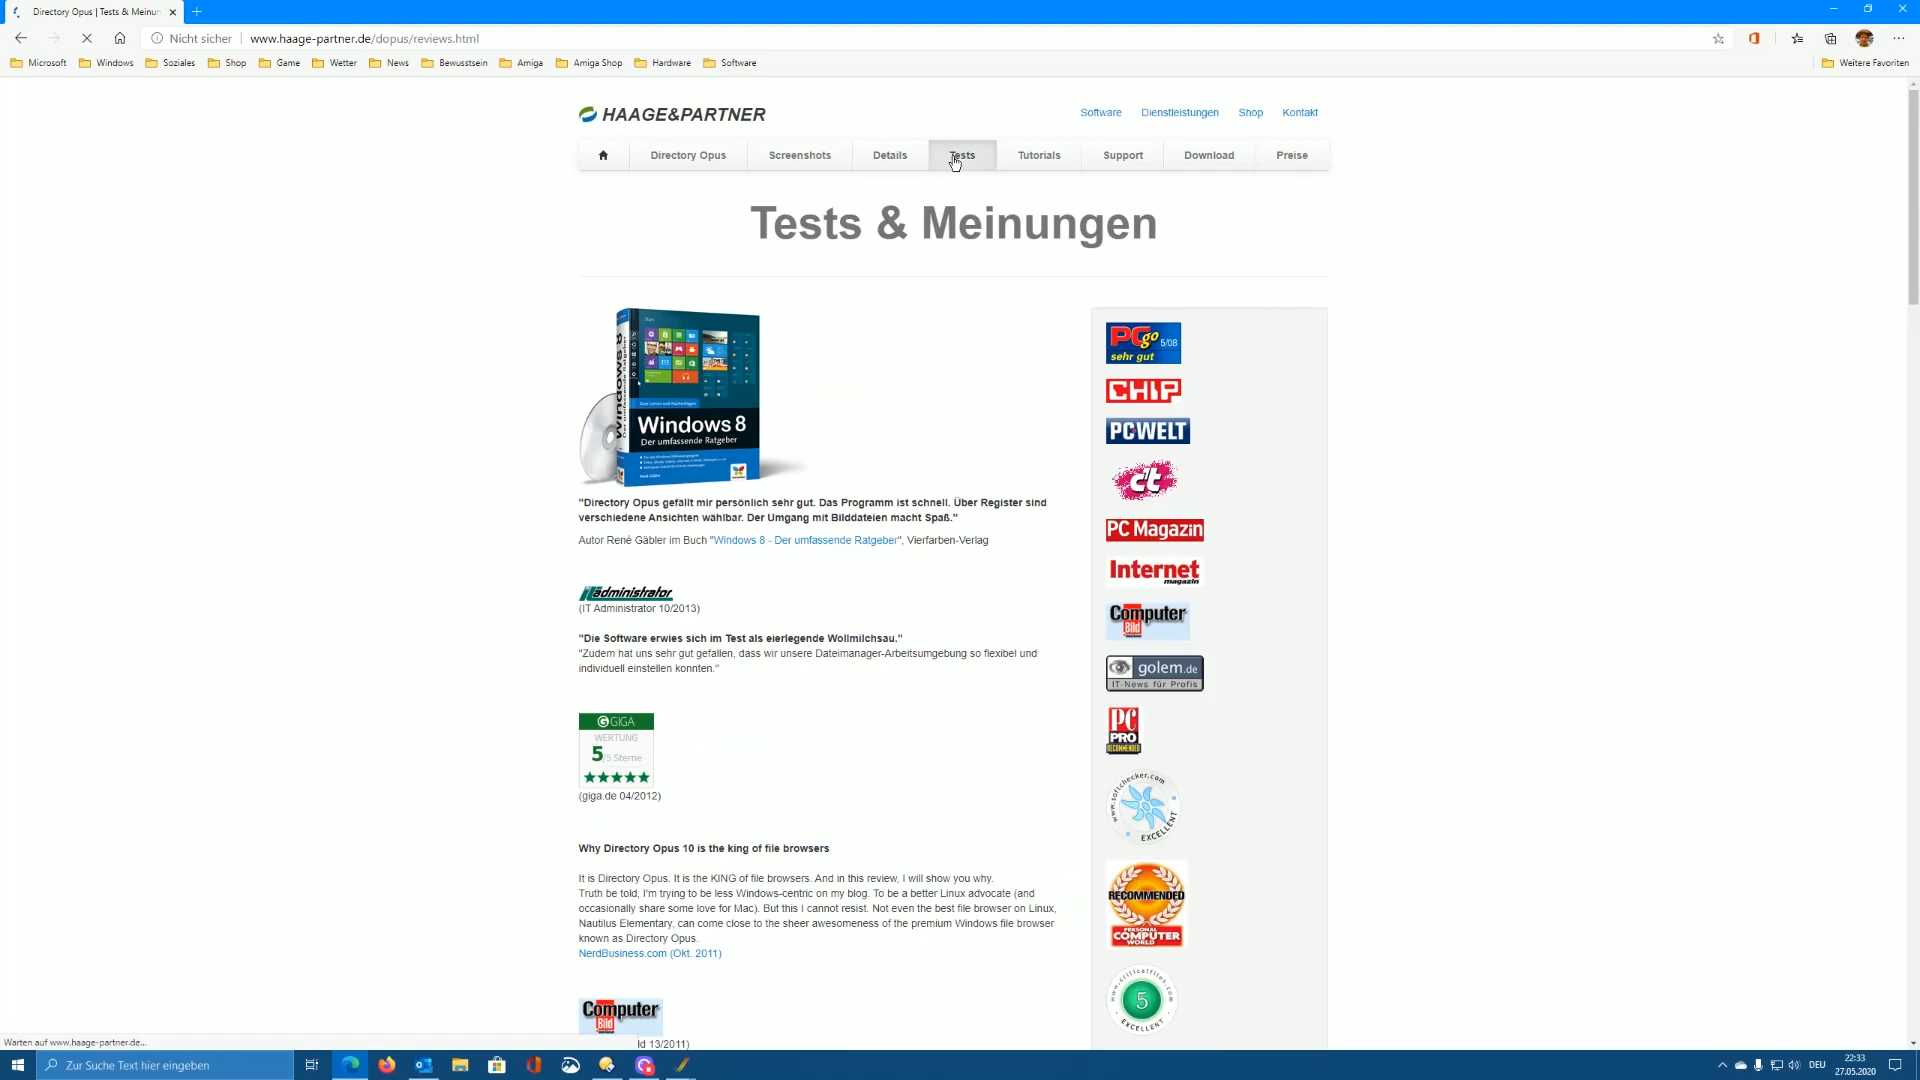 Directory Opus | Tests & Meinun
Nicht sicher
www.haage-partner.de/dopus/reviews.html
Microsoft Windows Soziales Shop Game Wetter News Bewusstsein Amiga Amiga Shop Hardware Software Weitere Favoriten
HAAGE&PARTNER
Software Dienstleistungen Shop Kontakt
Directory Opus Screenshots Details Tests Tutorials Support Download Preise
Tests & Meinungen
Windows 8
Der umfassende Ratgeber
"Directory Opus gefällt mir persönlich sehr gut. Das Programm ist schnell. Über Register sind
verschiedene Ansichten wählbar. Der Umgang mit Bilddateien macht Spaß."
Autor René Gäbler im Buch "Windows 8 - Der umfassende Ratgeber", Vierfarben-Verlag
itadministrator
(IT Administrator 10/2013)
"Die Software erwies sich im Test als eierlegende Wollmilchsau."
"Zudem hat uns sehr gut gefallen, dass wir unsere Dateimanager-Arbeitsumgebung so flexibel und
individuell einstellen konnten."
GIGA
WERTUNG
5/5 Sterne
(giga.de 04/2012)
Why Directory Opus 10 is the king of file browsers
It is Directory Opus. It is the KING of file browsers. And in this review, I will show you why.
Truth be told, I'm trying to be less Windows-centric on my blog. To be a better Linux advocate (and
occasionally share some love for Mac). But this I cannot resist. Not even the best file browser on Linux,
Nautilus Elementary, can come close to the sheer awesomeness of the premium Windows file browser
known as Directory Opus.
NerdBusiness.com (Okt. 2011)
Computer
Bild
ld 13/2011)
PCgo 5/08
sehr gut
CHIP
PCWELT
c't
PC Magazin
Internet
magazin
Computer
Bild
golem.de
IT-News für Profis
PC
PRO
RECOMMENDED
www.softchecker.com
EXCELLENT
RECOMMENDED
PERSONAL
COMPUTER
WORLD
www.criticalfiles.com
5
EXCELLENT
Warten auf www.haage-partner.de...
Zur Suche Text hier eingeben
DEU
22:33
27.05.2020